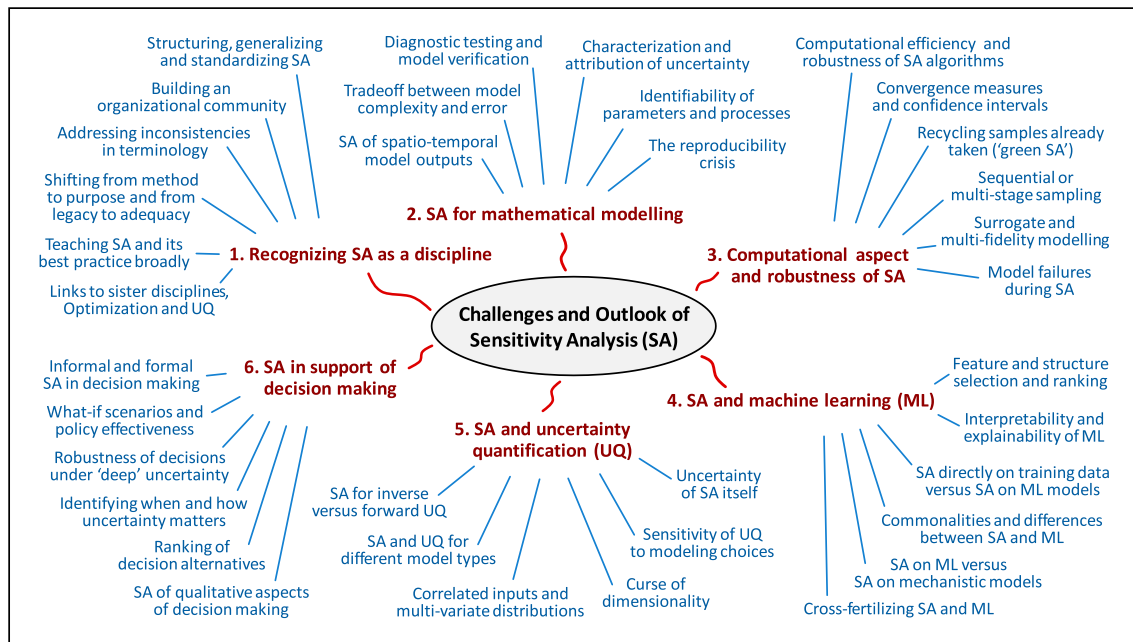 Challenges and Outlook of
Sensitivity Analysis (SA)
1. Recognizing SA as a discipline
Structuring, generalizing
and standardizing SA
Building an
organizational community
Addressing inconsistencies
in terminology
Shifting from method
to purpose and from
legacy to adequacy
Teaching SA and its
best practice broadly
Links to sister disciplines,
Optimization and UQ
2. SA for mathematical modelling
Diagnostic testing and
model verification
Tradeoff between model
complexity and error
SA of spatio-temporal
model outputs
Characterization and
attribution of uncertainty
Identifiability of
parameters and processes
The reproducibility
crisis
3. Computational aspect
and robustness of SA
Computational efficiency and
robustness of SA algorithms
Convergence measures
and confidence intervals
Recycling samples already
taken (‘green SA’)
Sequential or
multi-stage sampling
Surrogate and
multi-fidelity modelling
Model failures
during SA
4. SA and machine learning (ML)
Feature and structure
selection and ranking
Interpretability and
explainability of ML
SA directly on training data
versus SA on ML models
Commonalities and differences
between SA and ML
SA on ML versus
SA on mechanistic models
Cross-fertilizing SA and ML
5. SA and uncertainty
quantification (UQ)
Uncertainty
of SA itself
Sensitivity of UQ
to modeling choices
Curse of
dimensionality
Correlated inputs and
multi-variate distributions
SA and UQ for
different model types
SA for inverse
versus forward UQ
6. SA in support of
decision making
Informal and formal
SA in decision making
What-if scenarios and
policy effectiveness
Robustness of decisions
under ‘deep’ uncertainty
Identifying when and how
uncertainty matters
Ranking of
decision alternatives
SA of qualitative aspects
of decision making